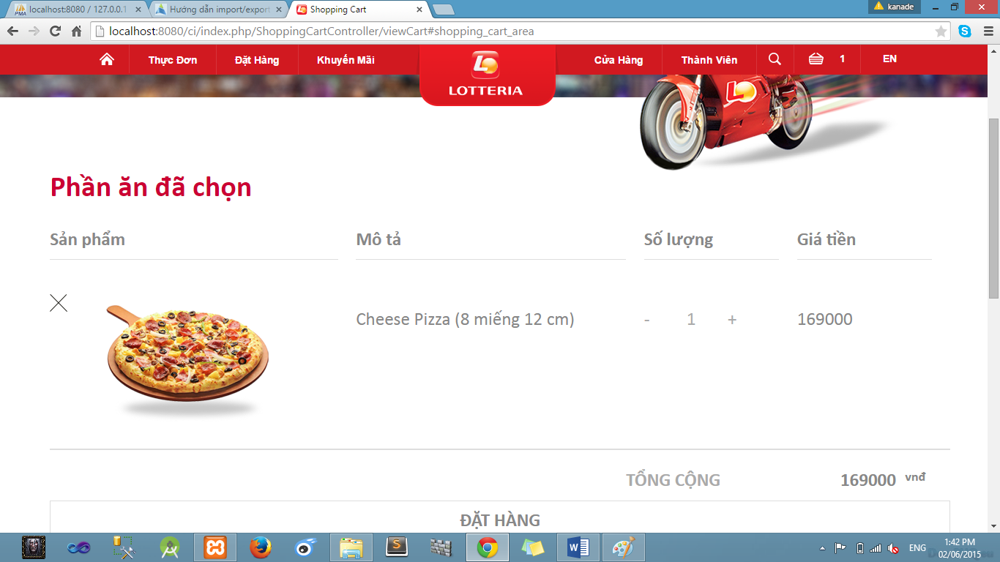 localhost:8080 / 127.0.0.1
Hướng dẫn import/export
Shopping Cart
kanade
localhost:8080/ci/index.php/ShoppingCartController/viewCart#shopping_cart_area
Thực Đơn
Đặt Hàng
Khuyến Mãi
LOTTERIA
Cửa Hàng
Thành Viên
1
EN
Phần ăn đã chọn
Sản phẩm
Mô tả
Số lượng
Giá tiền
Cheese Pizza (8 miếng 12 cm)
- 1 +
169000
TỔNG CỘNG
169000 vnđ
ĐẶT HÀNG
ENG
1:42 PM
02/06/2015